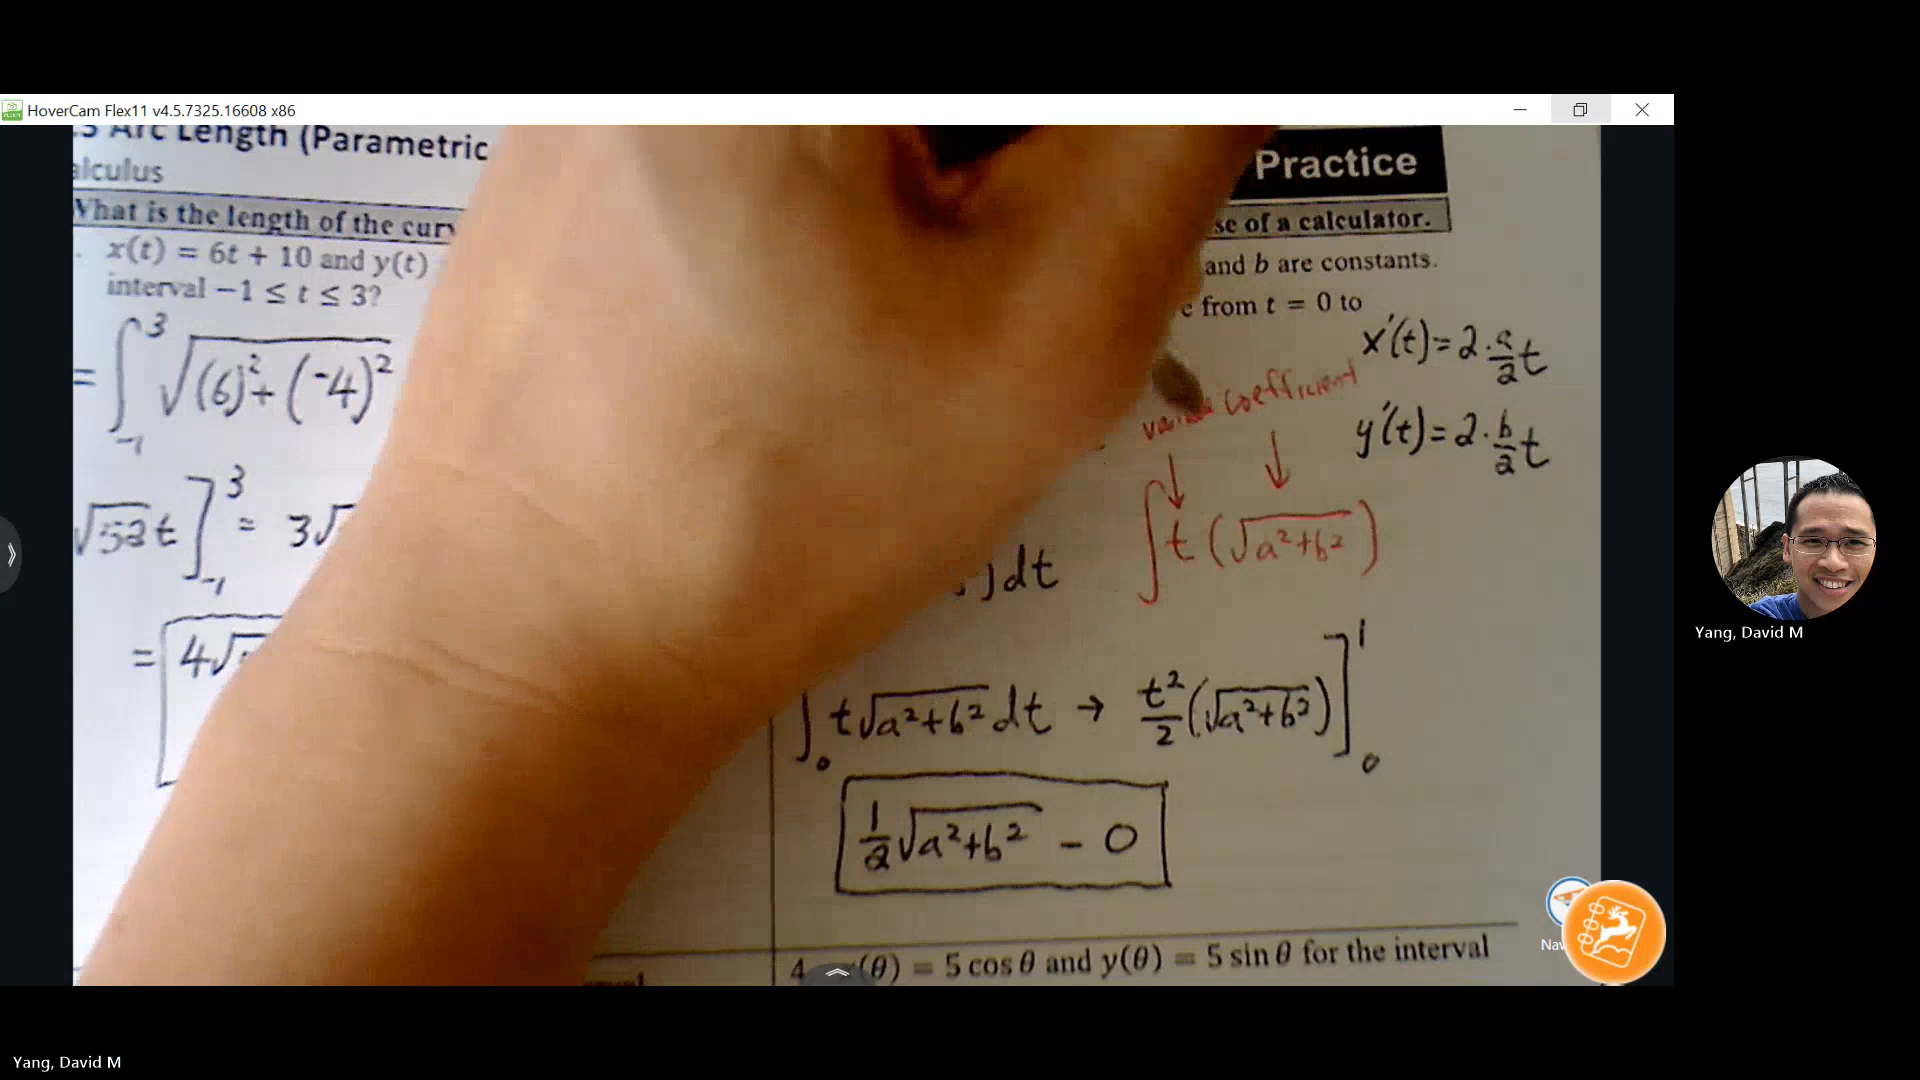 HoverCam Flex11 v4.5.7325.16608 x86
Arc Length (Parametric
Practice
alculus
What is the length of the curv
se of a calculator.
x(t) = 6t + 10 and y(t)
interval −1 ≤ t ≤ 3?
= ∫₋₁³ √(6)²+(-4)²
√52 t ]₋₁³ = 3√
= 4√
and b are constants.
from t = 0 to
x'(t)=2·a/2 t
y'(t)=2·b/2 t
coefficient
∫t(√a²+b²)
dt
∫₀ t√a²+b² dt → t²/2(√a²+b²)]₀¹
1/2√a²+b² - 0
4. (θ) = 5 cos θ and y(θ) = 5 sin θ for the interval
Nav
Yang, David M
Yang, David M